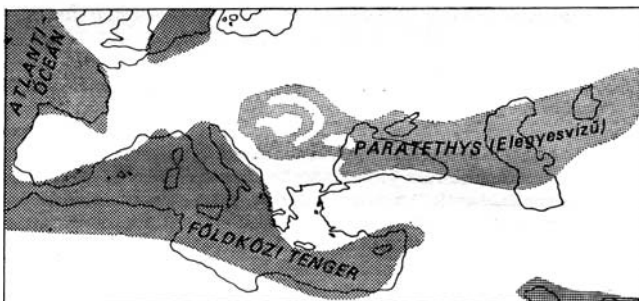 ATLANTI-
ÓCEÁN
PARATETHYS (Elegyesvízű)
FÖLDKÖZI TENGER